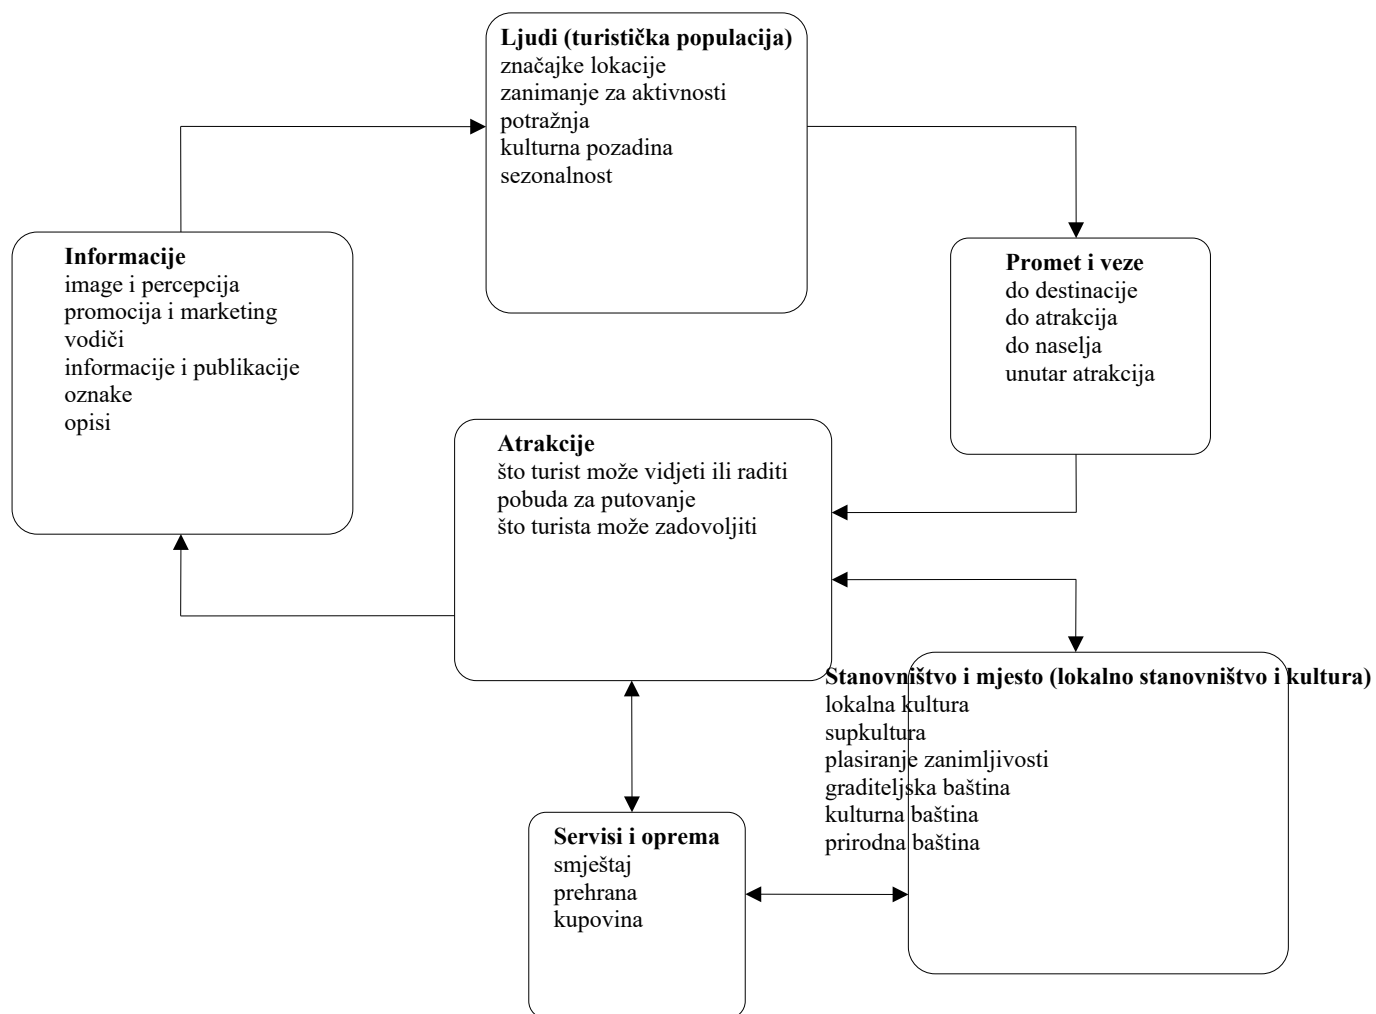 Ljudi (turistička populacija)
značajke lokacije
zanimanje za aktivnosti
potražnja
kulturna pozadina
sezonalnost
Informacije
image i percepcija
promocija i marketing
vodiči
informacije i publikacije
oznake
opisi
Promet i veze
do destinacije
do atrakcija
do naselja
unutar atrakcija
Atrakcije
što turist može vidjeti ili raditi
pobuda za putovanje
što turista može zadovoljiti
Stanovništvo i mjesto (lokalno stanovništvo i kultura)
lokalna kultura
supkultura
plasiranje zanimljivosti
graditeljska baština
kulturna baština
prirodna baština
Servisi i oprema
smještaj
prehrana
kupovina